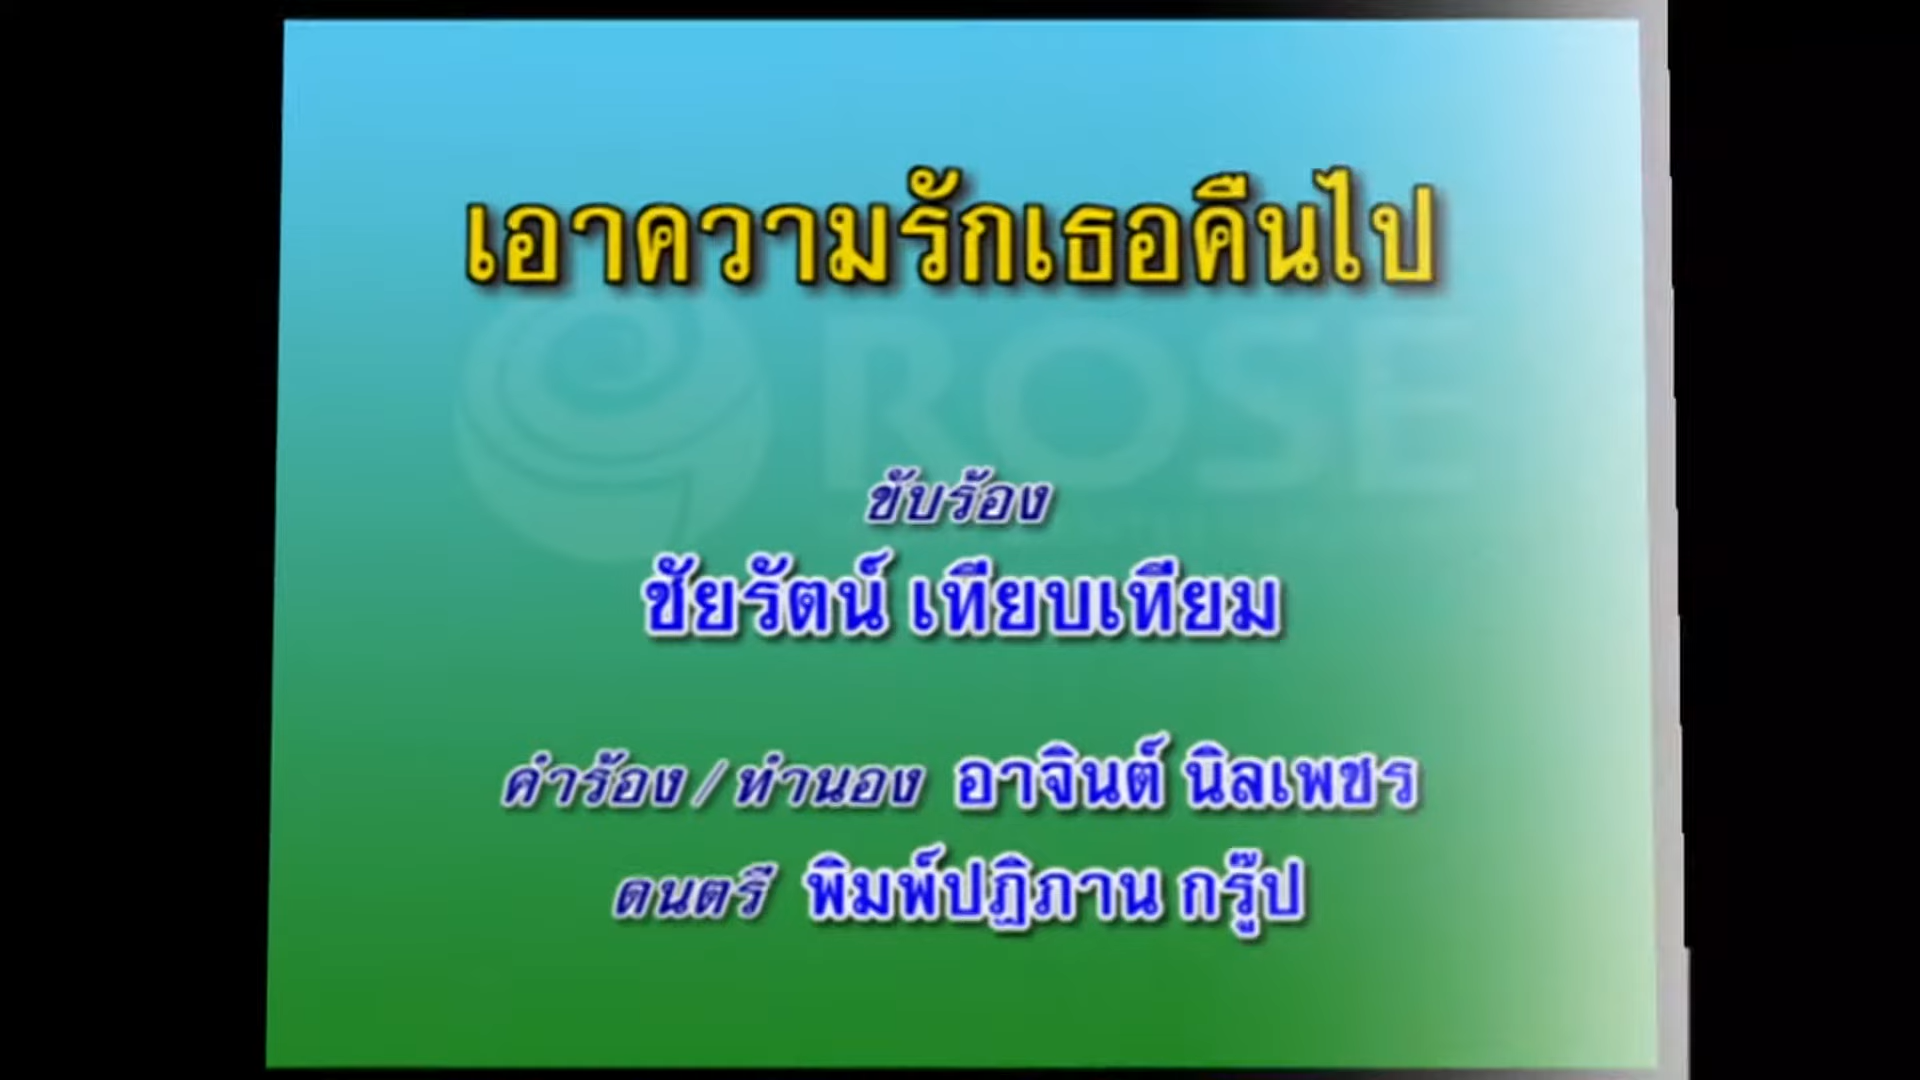 เอาความรักเธอคืนไป
ROSE
ขับร้อง
ชัยรัตน์ เทียบเทียม
คำร้อง / ทำนอง อาจินต์ นิลเพชร
ดนตรี พิมพ์ปฏิภาน กรุ๊ป